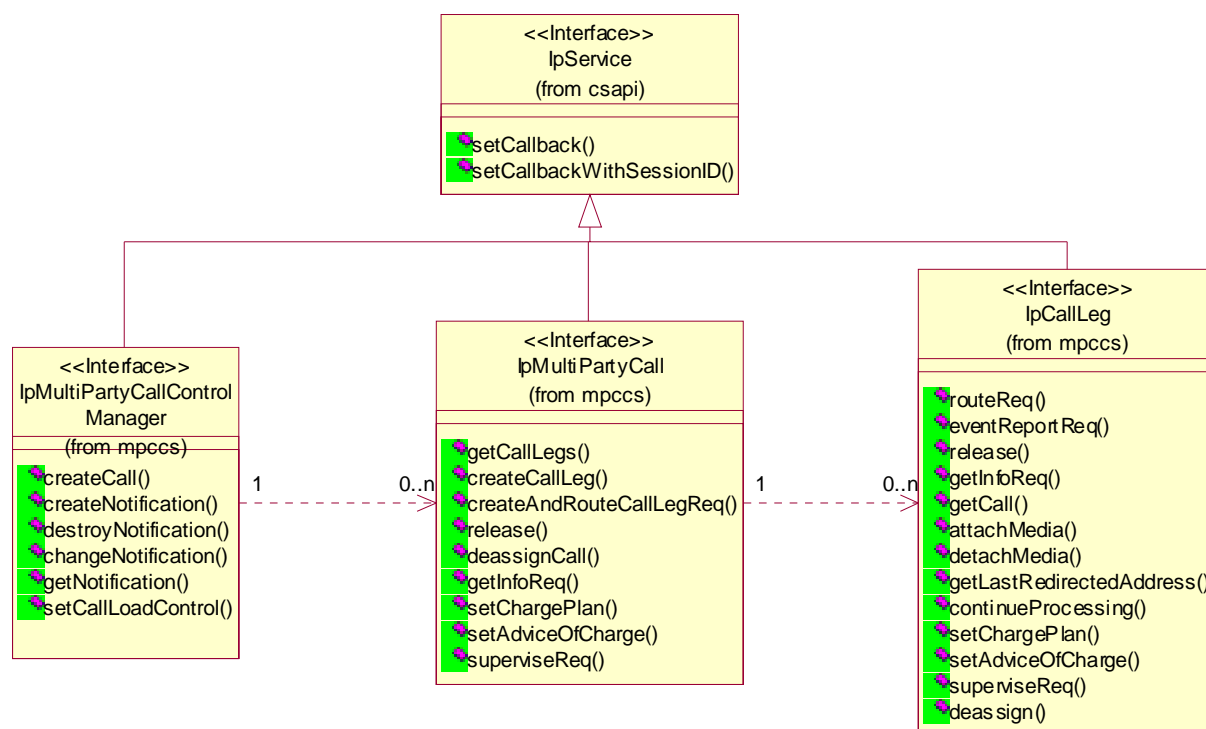 <<Interface>>
IpService
(from csapi)
setCallback()
setCallbackWithSessionID()
<<Interface>>
IpMultiPartyCallControl
Manager
(from mpccs)
createCall()
createNotification()
destroyNotification()
changeNotification()
getNotification()
setCallLoadControl()
1
0..n
<<Interface>>
IpMultiPartyCall
(from mpccs)
getCallLegs()
createCallLeg()
createAndRouteCallLegReq()
release()
deassignCall()
getInfoReq()
setChargePlan()
setAdviceOfCharge()
superviseReq()
1
0..n
<<Interface>>
IpCallLeg
(from mpccs)
routeReq()
eventReportReq()
release()
getInfoReq()
getCall()
attachMedia()
detachMedia()
getLastRedirectedAddress()
continueProcessing()
setChargePlan()
setAdviceOfCharge()
superviseReq()
deassign()